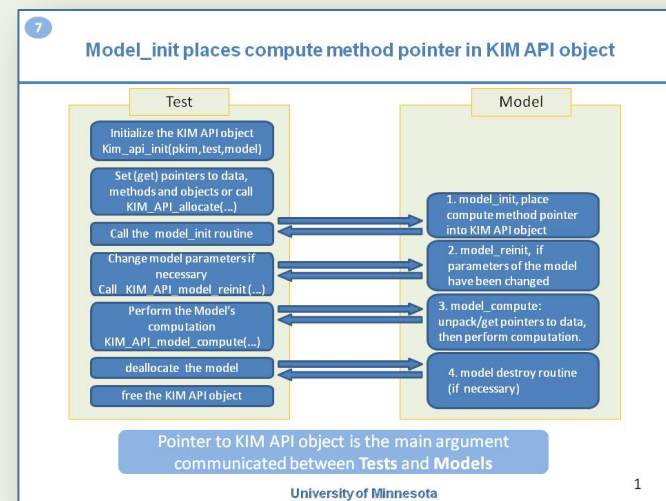 7
Model_init places compute method pointer in KIM API object
Test
Initialize the KIM API object
Kim_api_init(pkim,test,model)
Set (get) pointers to data,
methods and objects or call
KIM_API_allocate(...)
Call the model_init routine
Change model parameters if
necessary
Call KIM_API_model_reinit(...)
Perform the Model's
computation
KIM_API_model_compute(...)
deallocate the model
free the KIM API object
Model
1. model_init, place
compute method pointer
into KIM API object
2. model_reinit, if
parameters of the model
have been changed
3. model_compute:
unpack/get pointers to data,
then perform computation.
4. model destroy routine
(if necessary)
Pointer to KIM API object is the main argument
communicated between Tests and Models
University of Minnesota
1